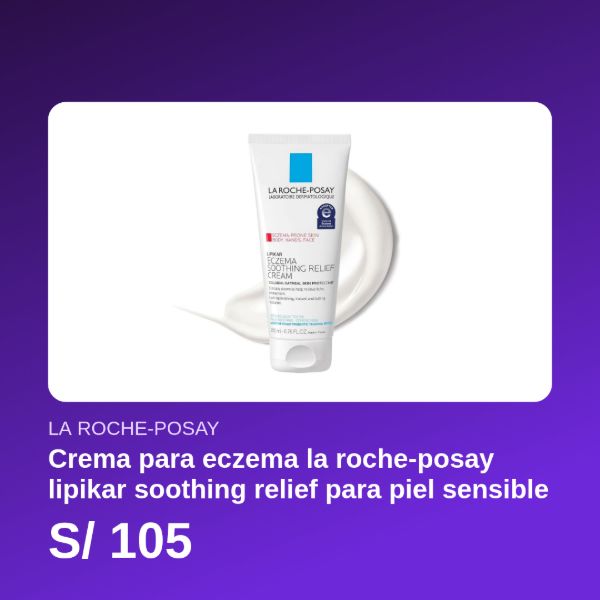 LA ROCHE-POSAY
LABORATOIRE DERMATOLOGIQUE
ECZEMA-PRONE SKIN
BODY, HANDS, FACE
LIPIKAR
ECZEMA
SOOTHING RELIEF
CREAM
COLLOIDAL OATMEAL SKIN PROTECTANT
LA ROCHE-POSAY
Crema para eczema la roche-posay
lipikar soothing relief para piel sensible
S/ 105